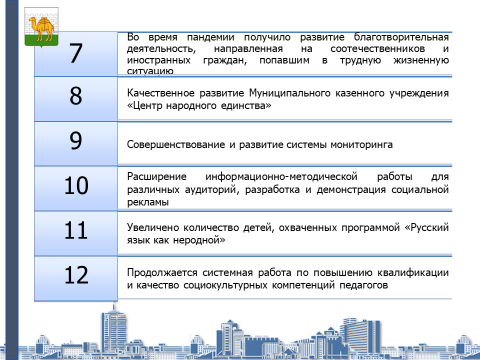 7
Во время пандемии получило развитие благотворительная
деятельность, направленная на соотечественников и
иностранных граждан, попавшим в трудную жизненную
ситуацию
8
Качественное развитие Муниципального казенного учреждения
«Центр народного единства»
9
Совершенствование и развитие системы мониторинга
10
Расширение информационно-методической работы для
различных аудиторий, разработка и демонстрация социальной
рекламы
11
Увеличено количество детей, охваченных программой «Русский
язык как неродной»
12
Продолжается системная работа по повышению квалификации
и качество социокультурных компетенций педагогов